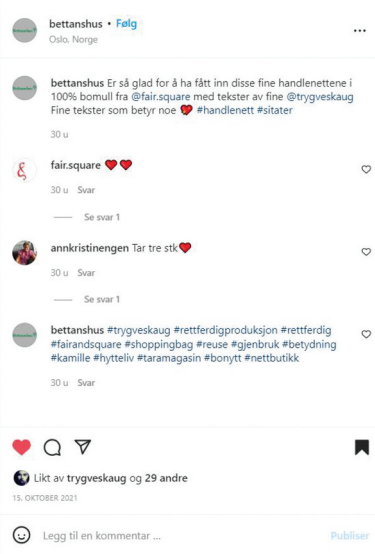 bettanshus • Følg
Oslo, Norge
bettanshus Er så glad for å ha fått inn disse fine handlenettene i
100% bomull fra @fair.square med tekster av fine @trygveskaug
Fine tekster som betyr noe ❤️ #handlenett #sitater
30 u
fair.square ❤️❤️
30 u Svar
Se svar 1
annkristinengen Tar tre stk❤️
30 u Svar
Se svar 1
bettanshus #trygveskaug #rettferdigproduksjon #rettferdig
#fairandsquare #shoppingbag #reuse #gjenbruk #betydning
#kamille #hytteliv #taramagasin #bonytt #nettbutikk
30 u Svar
Likt av trygveskaug og 29 andre
15. OKTOBER 2021
Legg til en kommentar ...
Publiser